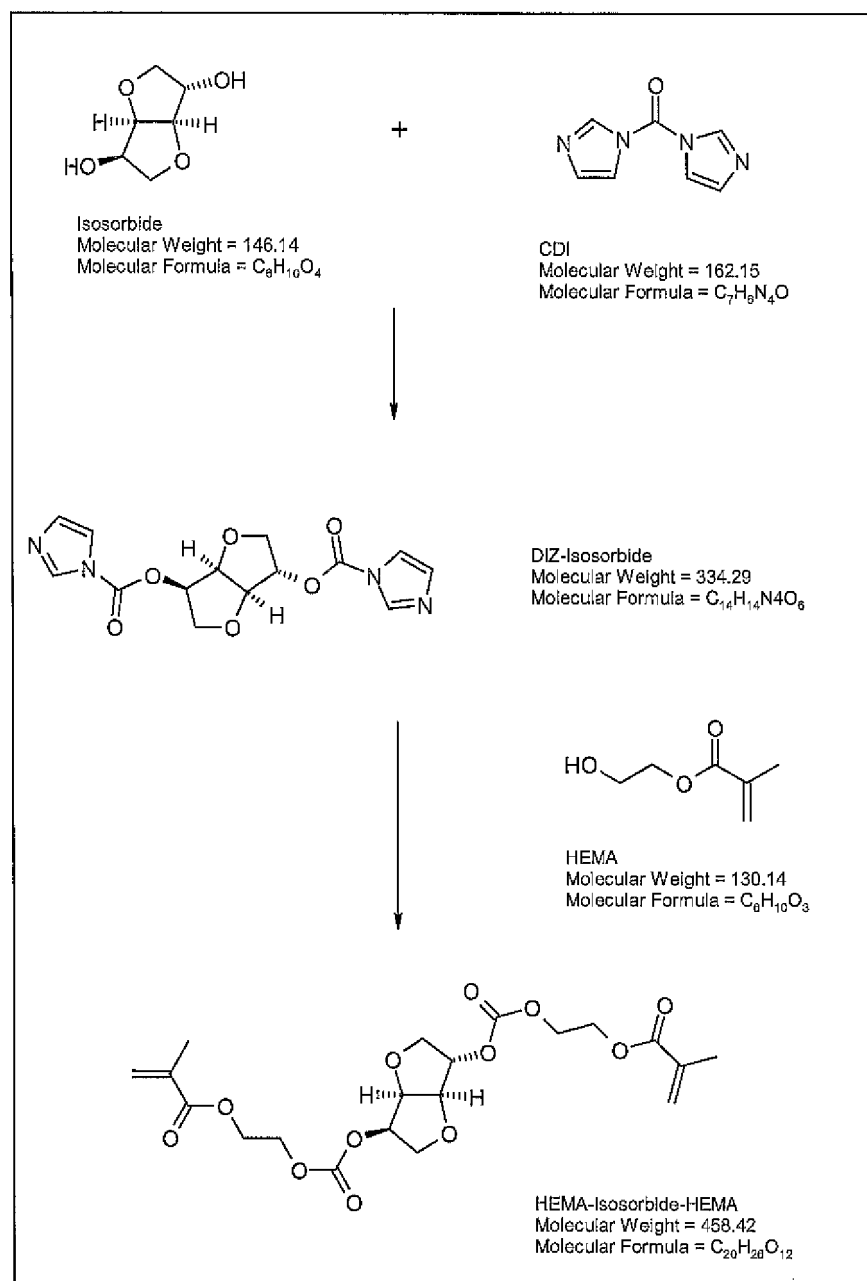 O
OH
H
H
HO
O
+
O
N
N
N
N
Isosorbide
Molecular Weight = 146.14
Molecular Formula = C₆H₁₀O₄
CDI
Molecular Weight = 162.15
Molecular Formula = C₇H₆N₄O
N
N
O
O
H
O
H
O
O
O
N
N
DIZ-Isosorbide
Molecular Weight = 334.29
Molecular Formula = C₁₄H₁₄N4O₆
HO
O
O
HEMA
Molecular Weight = 130.14
Molecular Formula = C₆H₁₀O₃
O
O
O
O
O
O
H
H
O
O
O
O
O
O
HEMA-Isosorbide-HEMA
Molecular Weight = 458.42
Molecular Formula = C₂₀H₂₆O₁₂